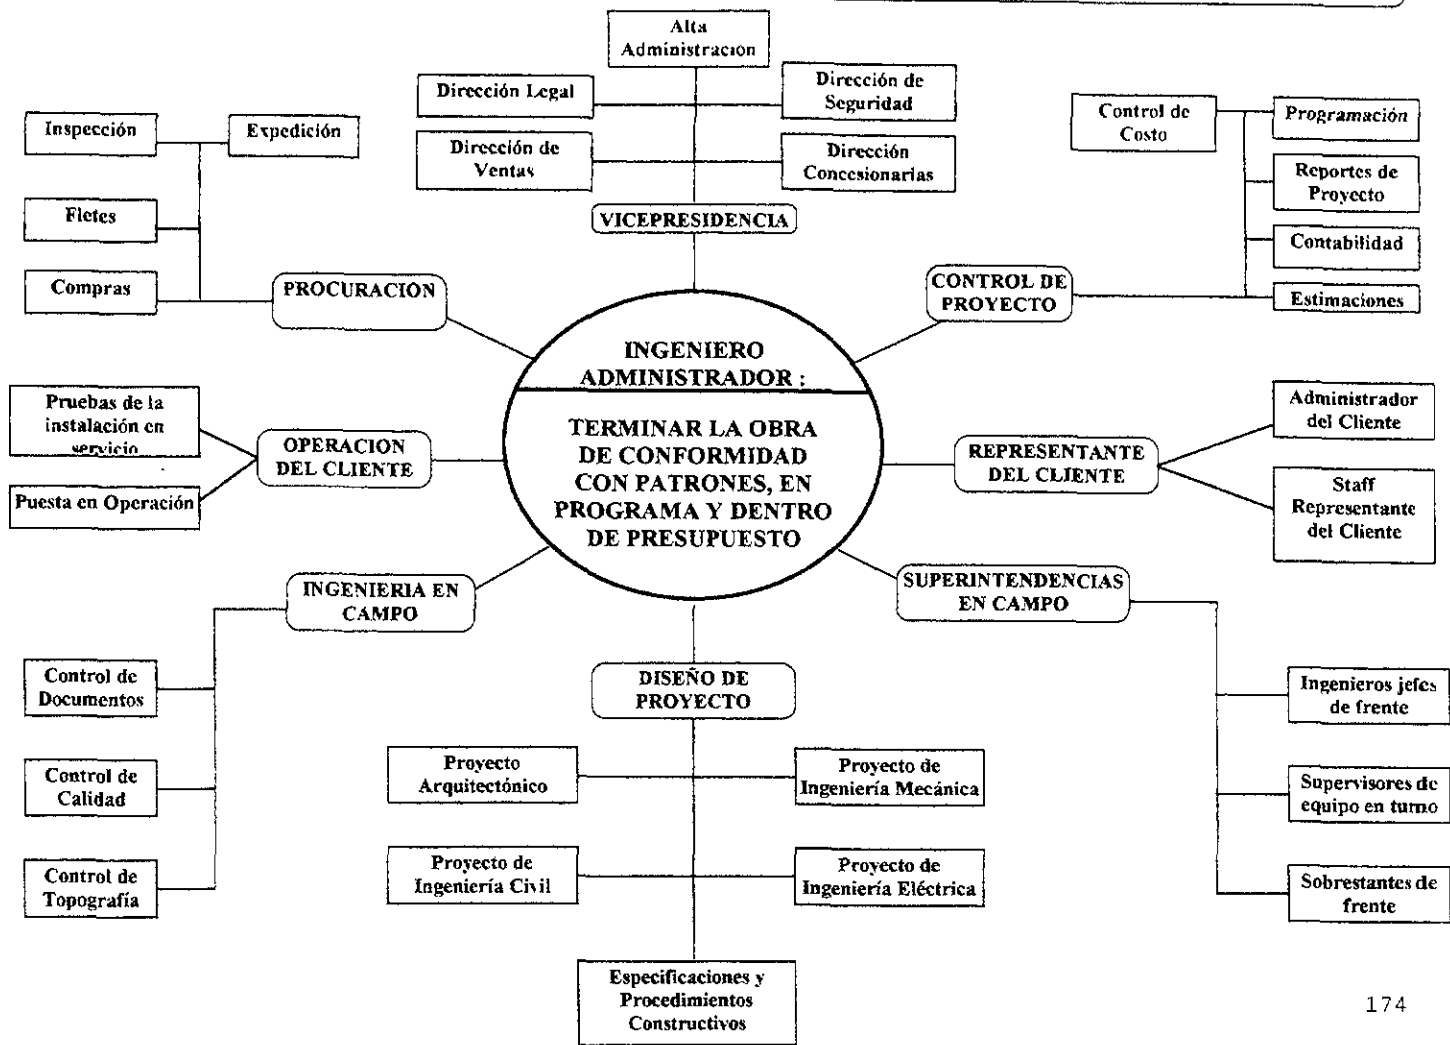 Alta
Administracion
Dirección Legal
Dirección de
Seguridad
Dirección de
Ventas
Dirección
Concesionarias
VICEPRESIDENCIA
Inspección
Expedición
Fletes
Compras
PROCURACION
Control de
Costo
Programación
Reportes de
Proyecto
Contabilidad
Estimaciones
CONTROL DE
PROYECTO
INGENIERO
ADMINISTRADOR :
TERMINAR LA OBRA
DE CONFORMIDAD
CON PATRONES, EN
PROGRAMA Y DENTRO
DE PRESUPUESTO
Pruebas de la
instalación en
servicio
Puesta en Operación
OPERACION
DEL CLIENTE
REPRESENTANTE
DEL CLIENTE
Administrador
del Cliente
Staff
Representante
del Cliente
INGENIERIA EN
CAMPO
Control de
Documentos
Control de
Calidad
Control de
Topografía
SUPERINTENDENCIAS
EN CAMPO
Ingenieros jefes
de frente
Supervisores de
equipo en turno
Sobrestantes de
frente
DISEÑO DE
PROYECTO
Proyecto
Arquitectónico
Proyecto de
Ingeniería Mecánica
Proyecto de
Ingeniería Civil
Proyecto de
Ingeniería Eléctrica
Especificaciones y
Procedimientos
Constructivos
174